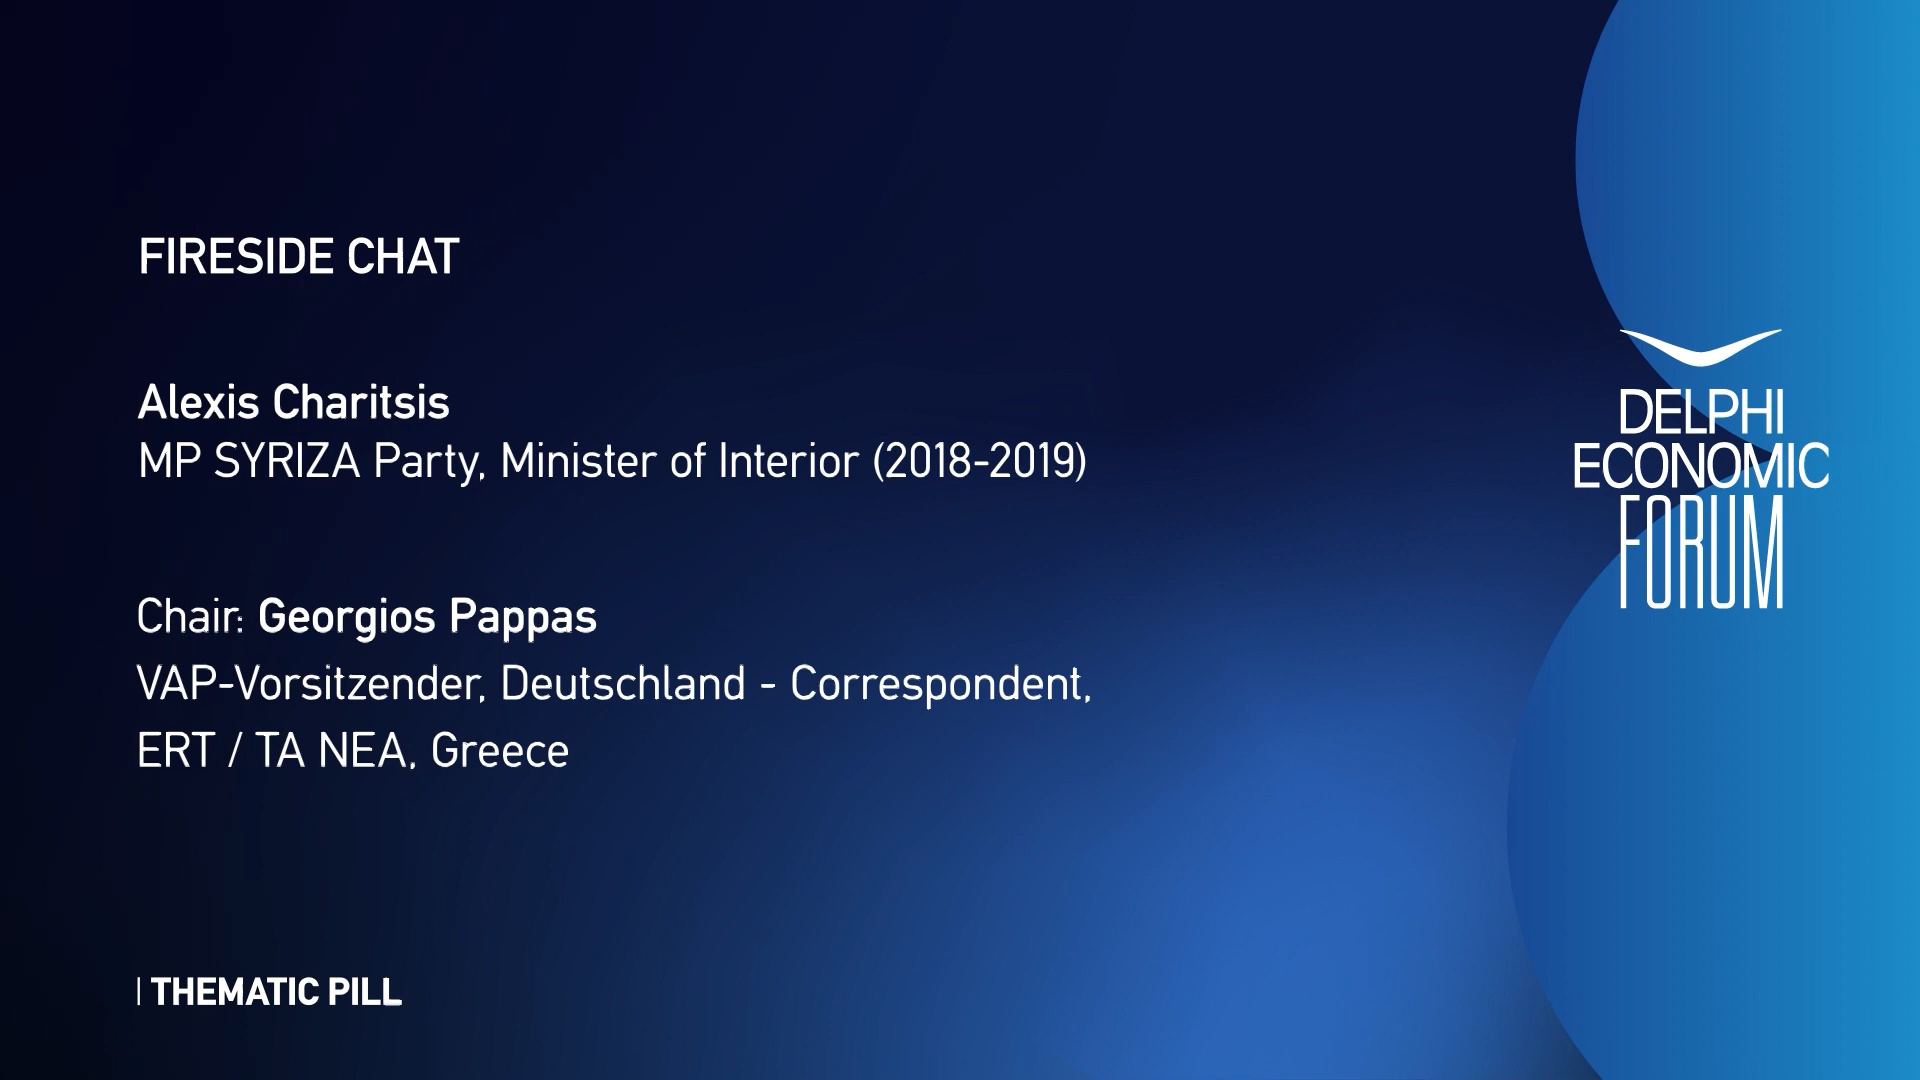 FIRESIDE CHAT
Alexis Charitsis
MP SYRIZA Party, Minister of Interior (2018-2019)
Chair: Georgios Pappas
VAP-Vorsitzender, Deutschland - Correspondent,
ERT / TA NEA, Greece
| THEMATIC PILL
DELPHI
ECONOMIC
FORUM